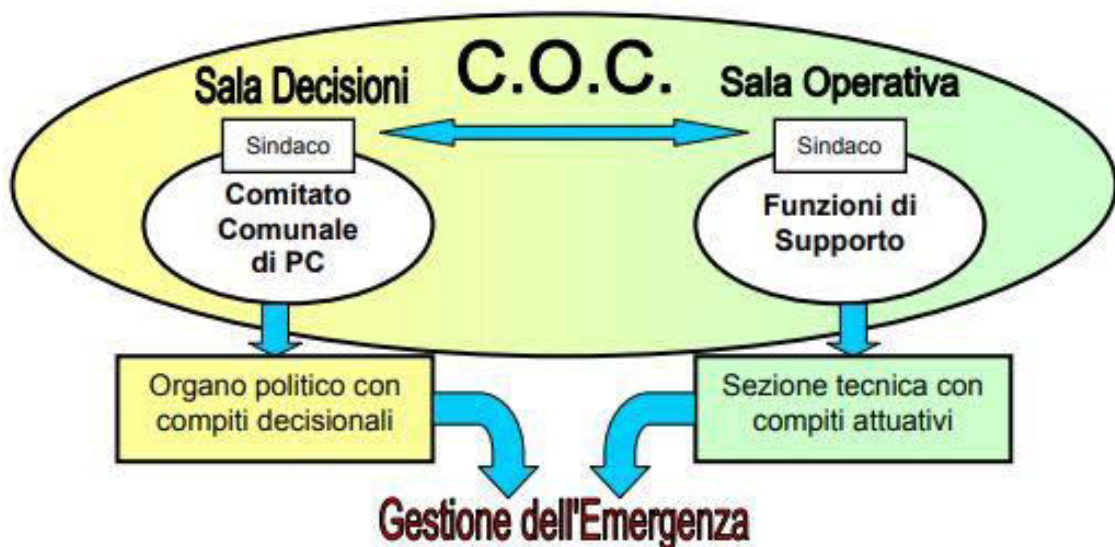 C.O.C.
Sala Decisioni
Sala Operativa
Sindaco
Comitato
Comunale
di PC
Sindaco
Funzioni di
Supporto
Organo politico con
compiti decisionali
Sezione tecnica con
compiti attuativi
Gestione dell'Emergenza